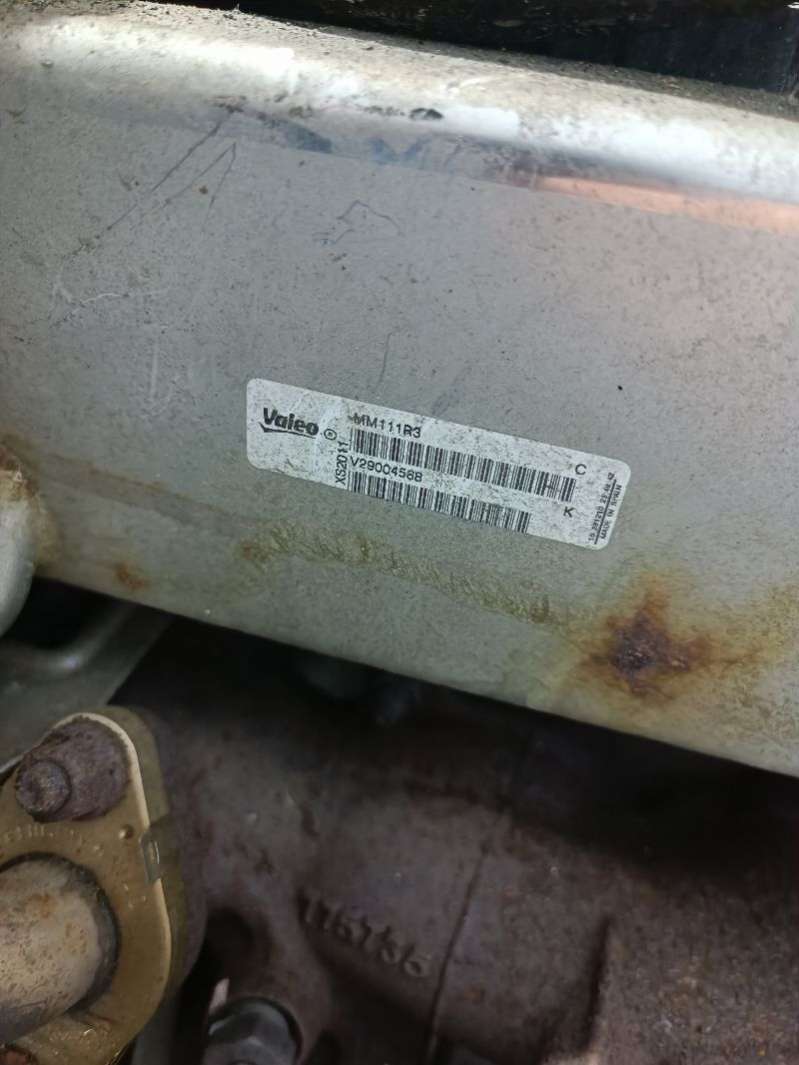 Valeo
MM111R3
XS2011
V29004568
C
K
MADE IN SPAIN